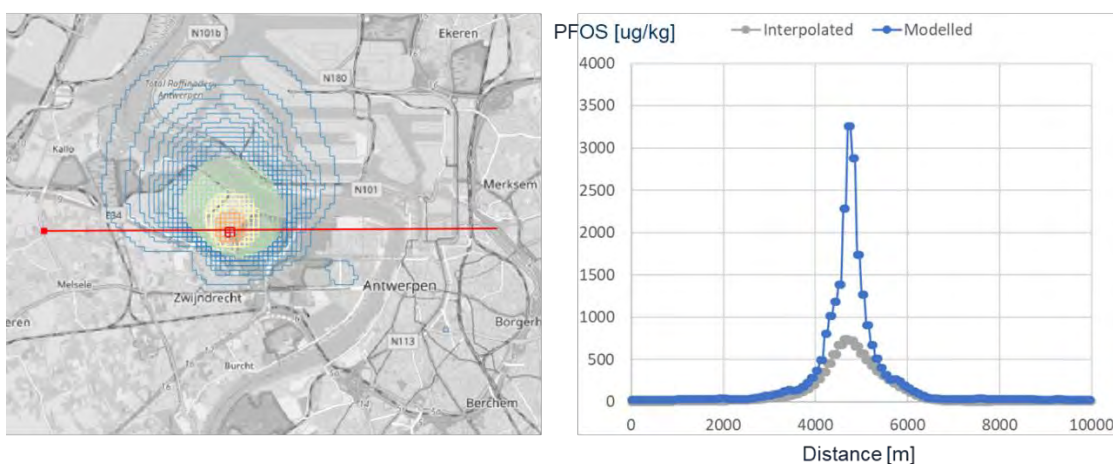 N101b
Ekeren
Total Raffinaderij
Antwerpen
N180
Kallo
N101
Merksem
E34
Melsele
Zwijndrecht
Antwerpen
eren
Borgerh
N113
Burcht
Berchem
PFOS [ug/kg]
Interpolated
Modelled
4000
3500
3000
2500
2000
1500
1000
500
0
0 2000 4000 6000 8000 10000
Distance [m]